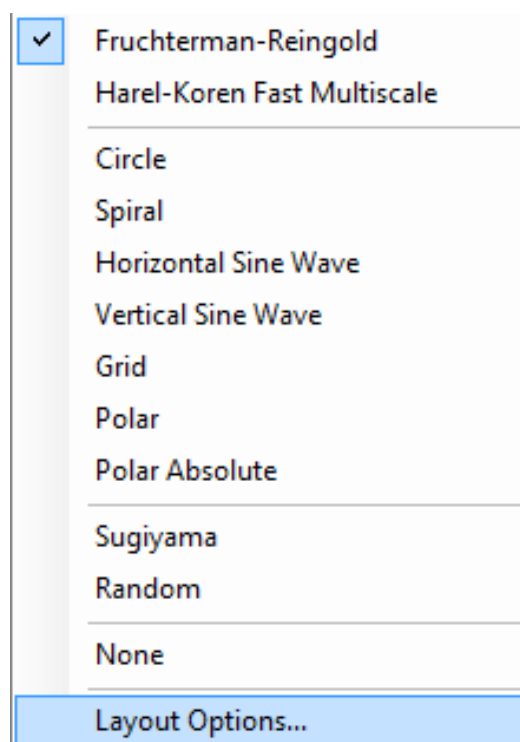 Fruchterman-Reingold
Harel-Koren Fast Multiscale
Circle
Spiral
Horizontal Sine Wave
Vertical Sine Wave
Grid
Polar
Polar Absolute
Sugiyama
Random
None
Layout Options...